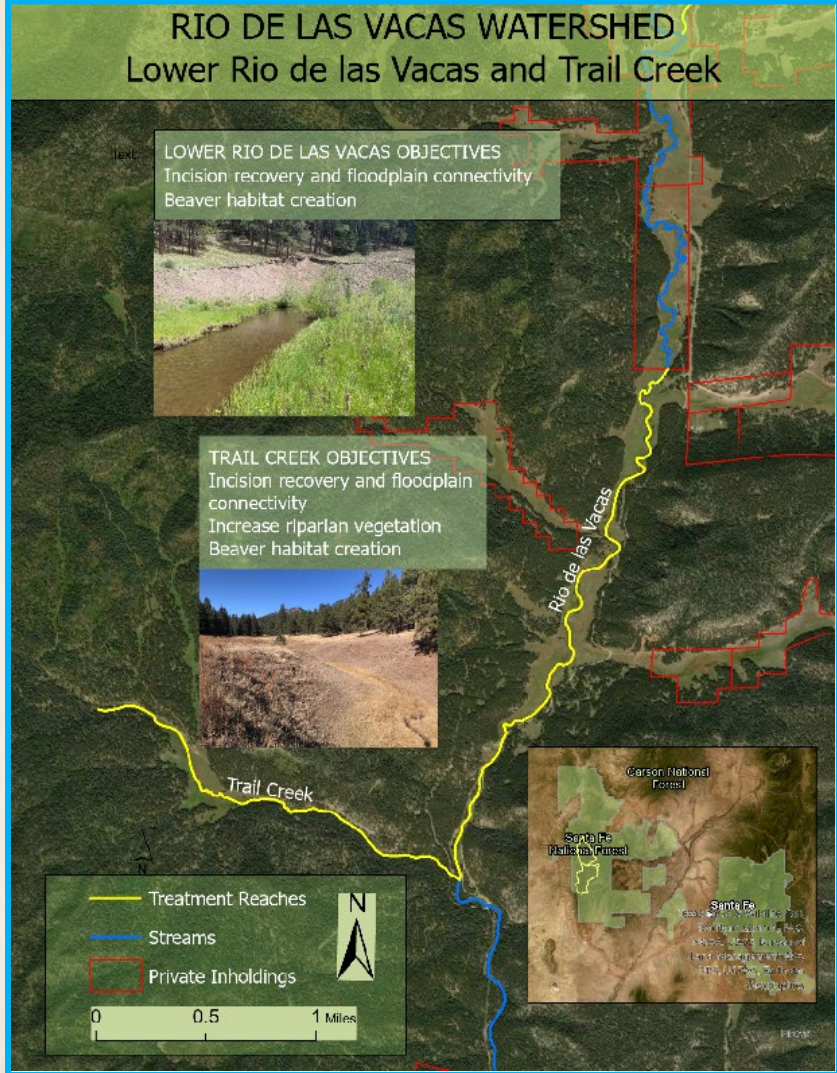 RIO DE LAS VACAS WATERSHED
Lower Rio de las Vacas and Trail Creek
Text
LOWER RIO DE LAS VACAS OBJECTIVES
Incision recovery and floodplain connectivity
Beaver habitat creation
TRAIL CREEK OBJECTIVES
Incision recovery and floodplain
connectivity
Increase riparian vegetation
Beaver habitat creation
Rio de las Vacas
Trail Creek
Carson National
Forest
Santa Fe
National Forest
Santa Fe
N
Treatment Reaches
Streams
Private Inholdings
N
0 0.5 1 Miles